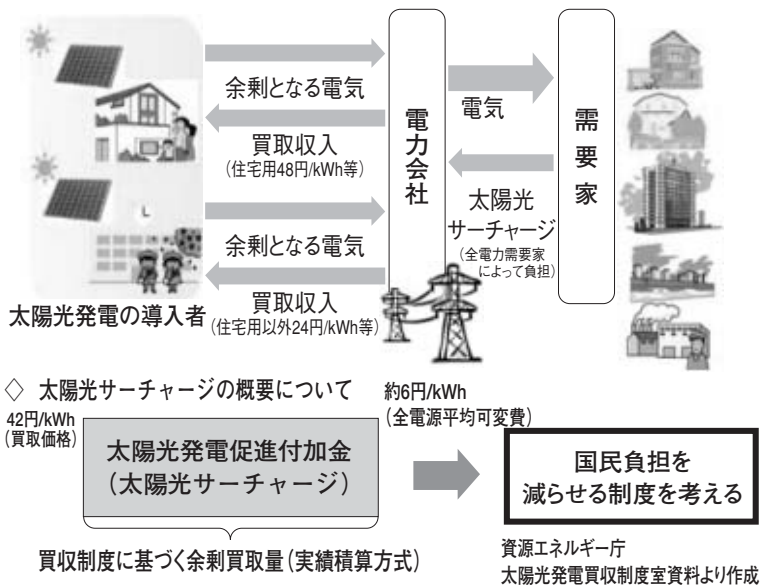 余剰となる電気
買取収入
(住宅用48円/kWh等)
余剰となる電気
買取収入
(住宅用以外24円/kWh等)
太陽光発電の導入者
電力会社
電気
太陽光
サーチャージ
(全電力需要家
によって負担)
需要家
◇ 太陽光サーチャージの概要について
42円/kWh
(買取価格)
約6円/kWh
(全電源平均可変費)
太陽光発電促進付加金
(太陽光サーチャージ)
国民負担を
減らせる制度を考える
買収制度に基づく余剰買取量(実績積算方式)
資源エネルギー庁
太陽光発電買収制度室資料より作成